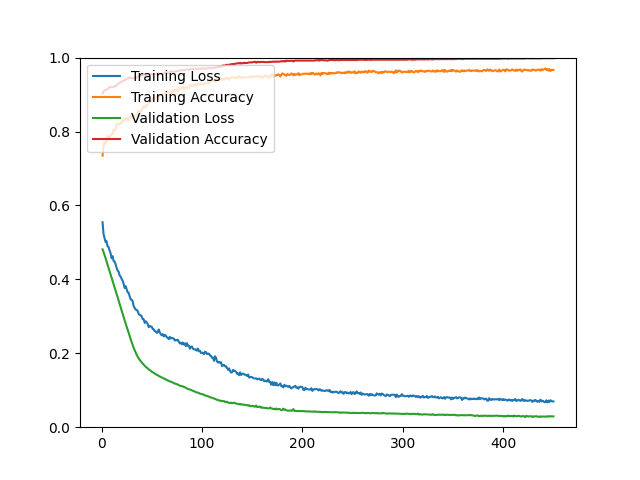 1.0
0.8
0.6
0.4
0.2
0.0
Training Loss
Training Accuracy
Validation Loss
Validation Accuracy
0 100 200 300 400